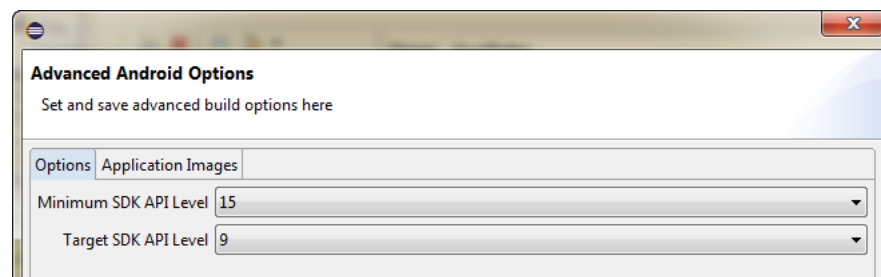 Advanced Android Options
Set and save advanced build options here
Options Application Images
Minimum SDK API Level 15
Target SDK API Level 9